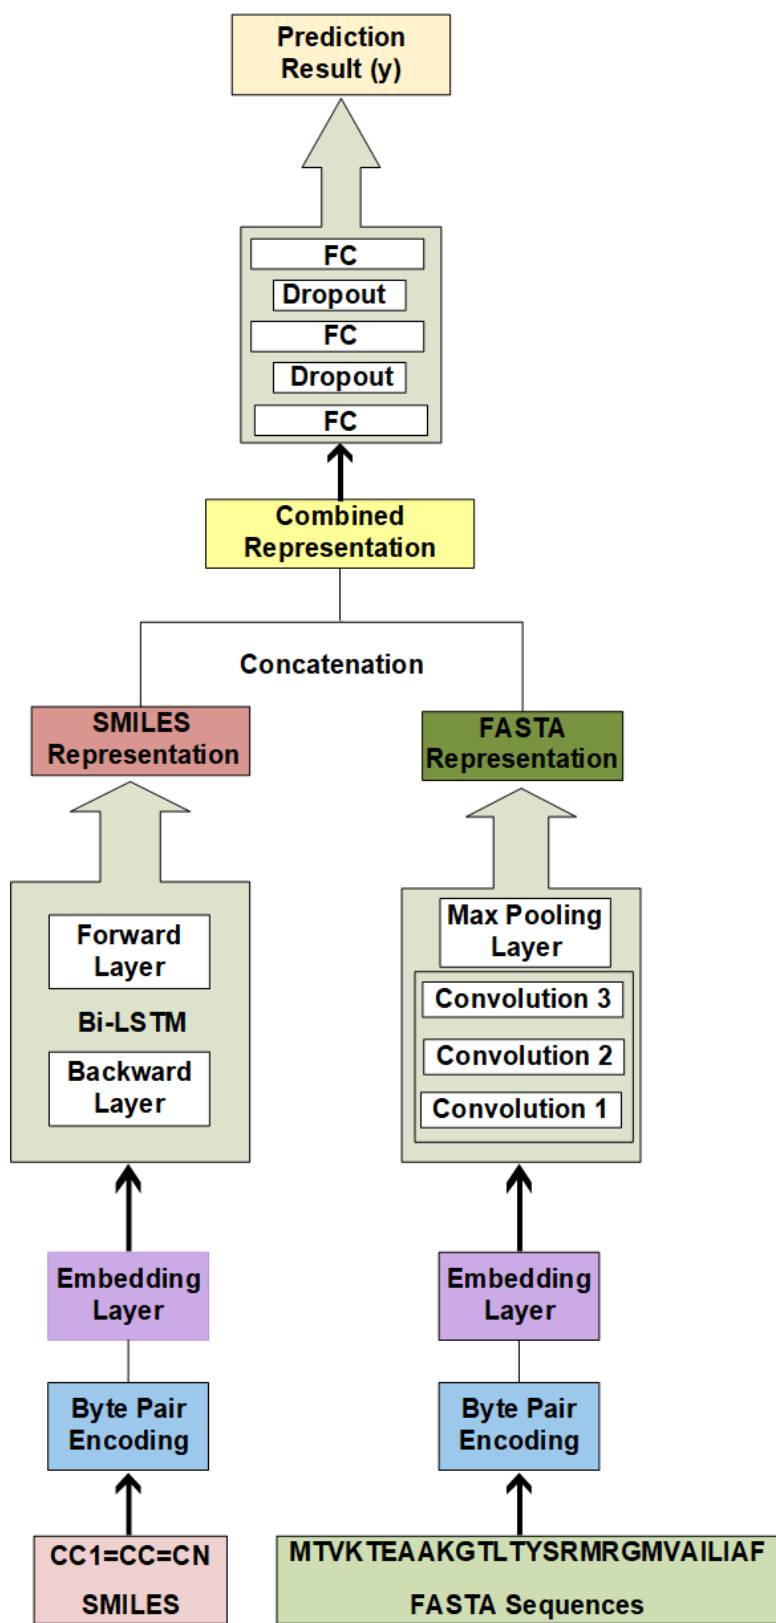 Prediction
Result (y)
FC
Dropout
FC
Dropout
FC
Combined
Representation
Concatenation
SMILES
Representation
FASTA
Representation
Forward
Layer
Bi-LSTM
Backward
Layer
Max Pooling
Layer
Convolution 3
Convolution 2
Convolution 1
Embedding
Layer
Embedding
Layer
Byte Pair
Encoding
Byte Pair
Encoding
CC1=CC=CN
SMILES
MTVKTEAAKGTLTYSRMRGMVAILIAF
FASTA Sequences